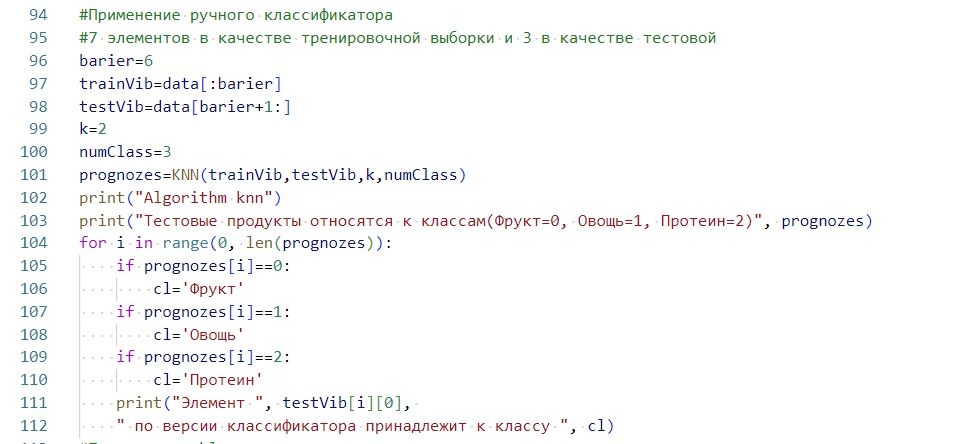 94 #Применение ручного классификатора
95 #7 элементов в качестве тренировочной выборки и 3 в качестве тестовой
96 barier=6
97 trainVib=data[:barier]
98 testVib=data[barier+1:]
99 k=2
100 numClass=3
101 prognozes=KNN(trainVib,testVib,k,numClass)
102 print("Algorithm knn")
103 print("Тестовые продукты относятся к классам(Фрукт=0, Овощь=1, Протеин=2)", prognozes)
104 for i in range(0, len(prognozes)):
105     if prognozes[i]==0:
106         cl='Фрукт'
107     if prognozes[i]==1:
108         cl='Овощь'
109     if prognozes[i]==2:
110         cl='Протеин'
111     print("Элемент ", testVib[i][0],
112     " по версии классификатора принадлежит к классу ", cl)